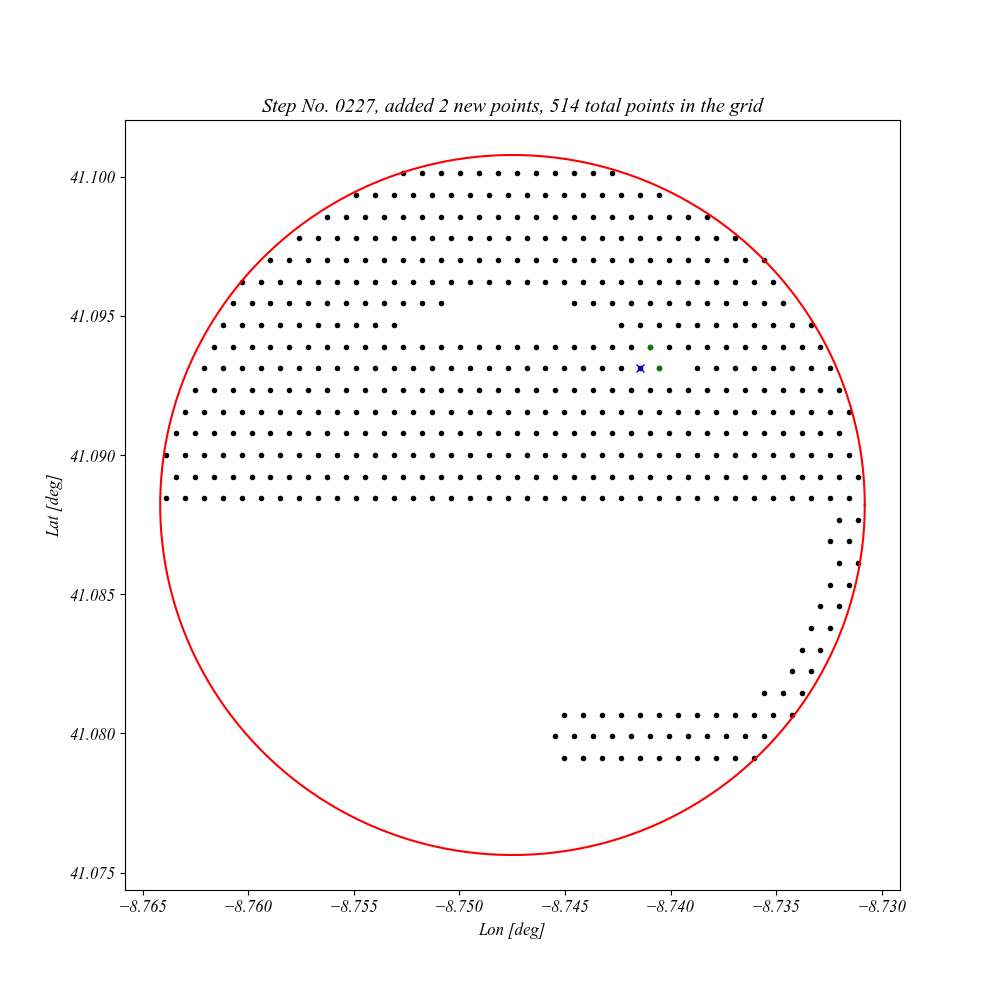 Step No. 0227, added 2 new points, 514 total points in the grid
41.100
41.095
41.090
41.085
41.080
41.075
Lat [deg]
−8.765 −8.760 −8.755 −8.750 −8.745 −8.740 −8.735 −8.730
Lon [deg]